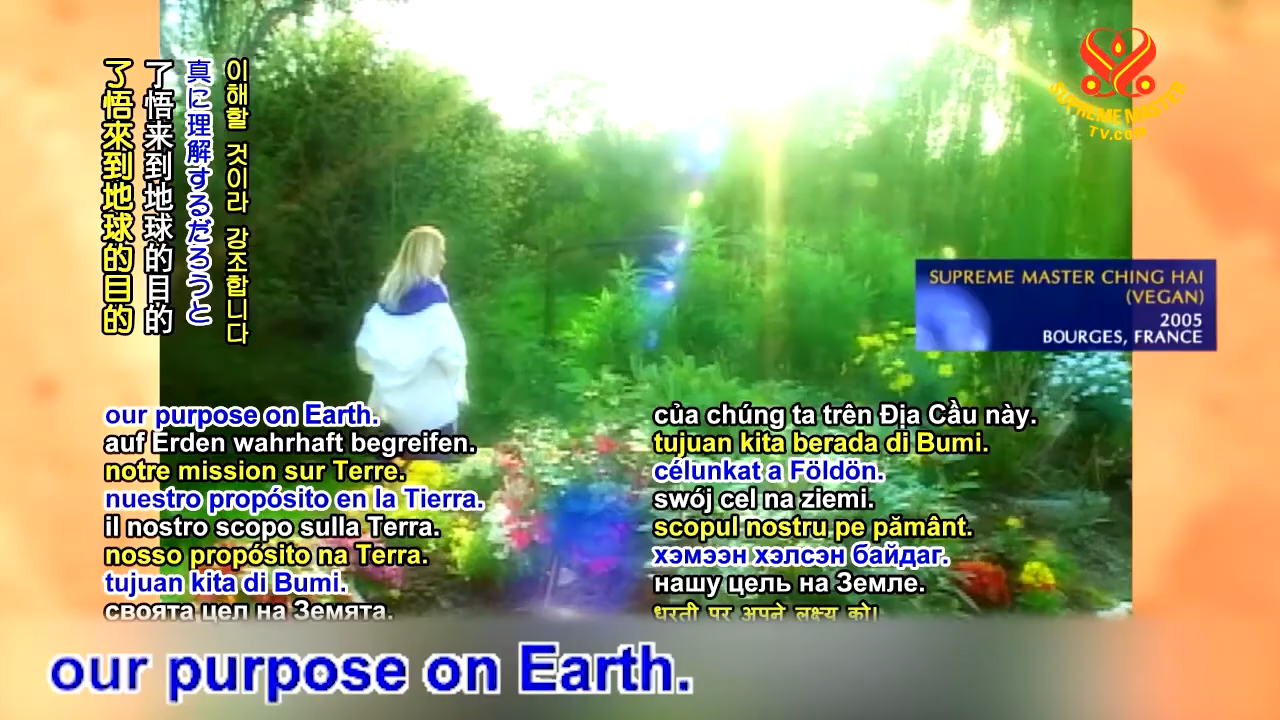 이해할 것이라 강조합니다
真に理解するだろうと
了悟来到地球的目的
了悟來到地球的目的
SUPREME MASTER
TV.COM
SUPREME MASTER CHING HAI
(VEGAN)
2005
BOURGES, FRANCE
our purpose on Earth.
auf Erden wahrhaft begreifen.
notre mission sur Terre.
nuestro propósito en la Tierra.
il nostro scopo sulla Terra.
nosso propósito na Terra.
tujuan kita di Bumi.
своята цел на Земята.
của chúng ta trên Địa Cầu này.
tujuan kita berada di Bumi.
célunkat a Földön.
swój cel na ziemi.
scopul nostru pe pământ.
хэмээн хэлсэн байдаг.
нашу цель на Земле.
धरती पर अपने लक्ष्य को।
our purpose on Earth.